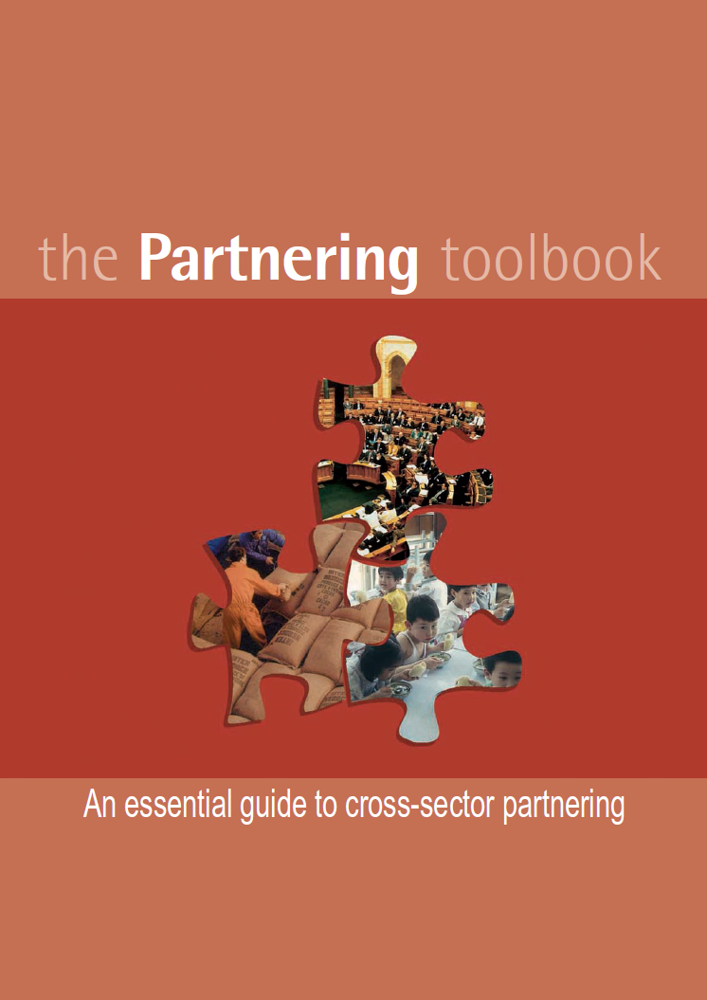 the Partnering toolbook
An essential guide to cross-sector partnering